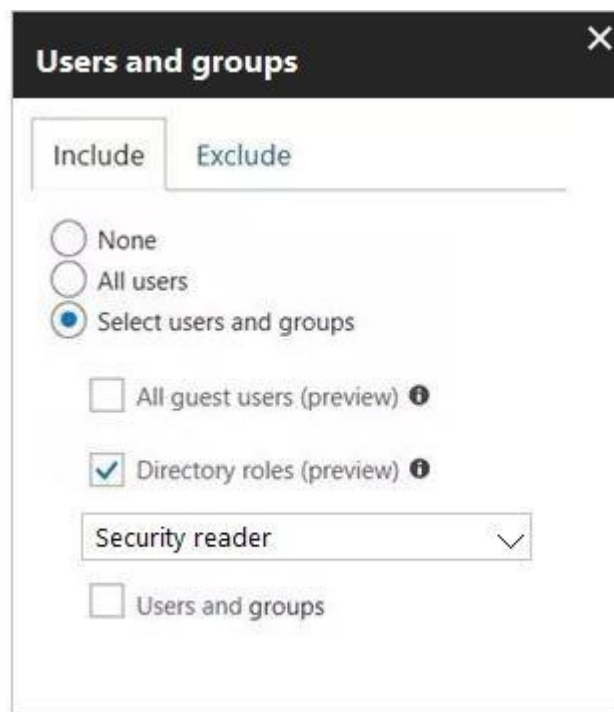 Users and groups
Include Exclude
None
All users
Select users and groups
All guest users (preview)
Directory roles (preview)
Security reader
Users and groups